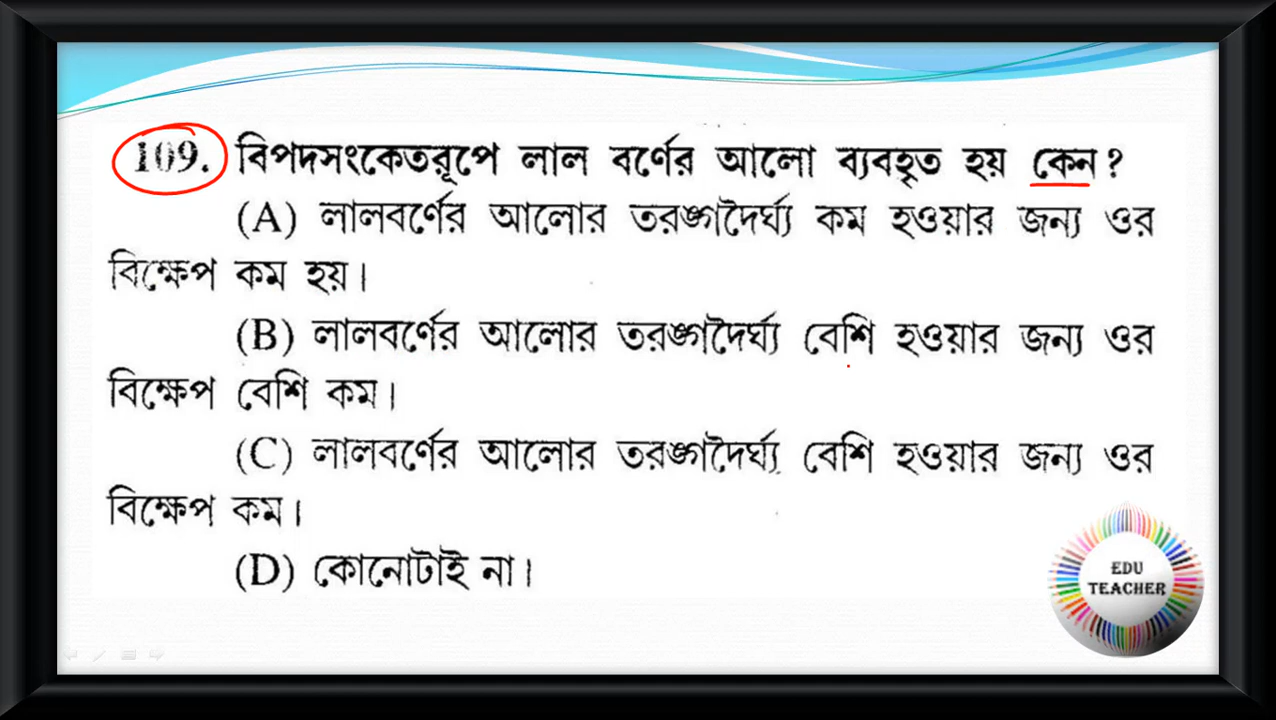 109. বিপদসংকেতরূপে লাল বর্ণের আলো ব্যবহৃত হয় কেন?
(A) লালবর্ণের আলোর তরঙ্গদৈর্ঘ্য কম হওয়ার জন্য ওর
বিক্ষেপ কম হয়।
(B) লালবর্ণের আলোর তরঙ্গদৈর্ঘ্য বেশি হওয়ার জন্য ওর
বিক্ষেপ বেশি কম।
(C) লালবর্ণের আলোর তরঙ্গদৈর্ঘ্য বেশি হওয়ার জন্য ওর
বিক্ষেপ কম।
(D) কোনোটাই না।
EDU
TEACHER